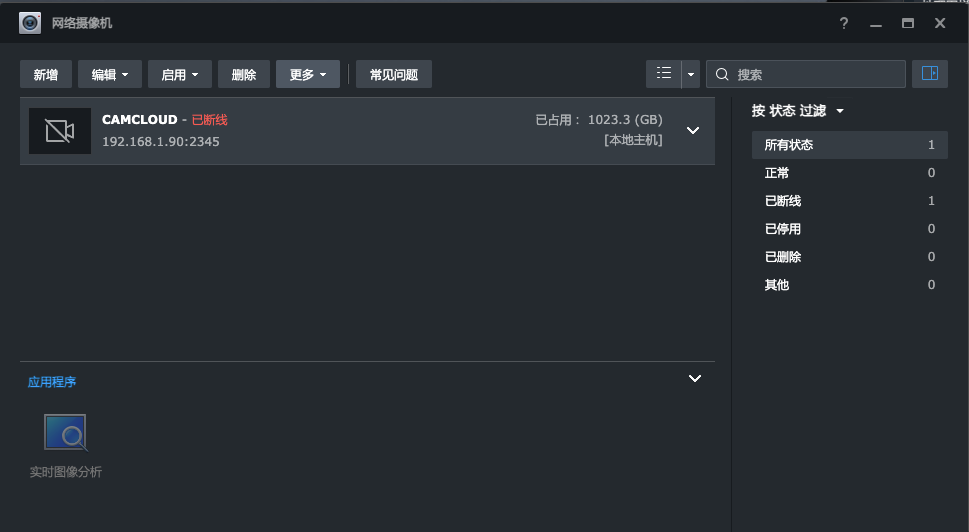 网络摄像机
新增 编辑 启用 删除 更多 常见问题 搜索
CAMCLOUD - 已断线 已占用： 1023.3 (GB)
192.168.1.90:2345 [本地主机]
按 状态 过滤
所有状态 1
正常 0
已断线 1
已停用 0
已删除 0
其他 0
应用程序
实时图像分析